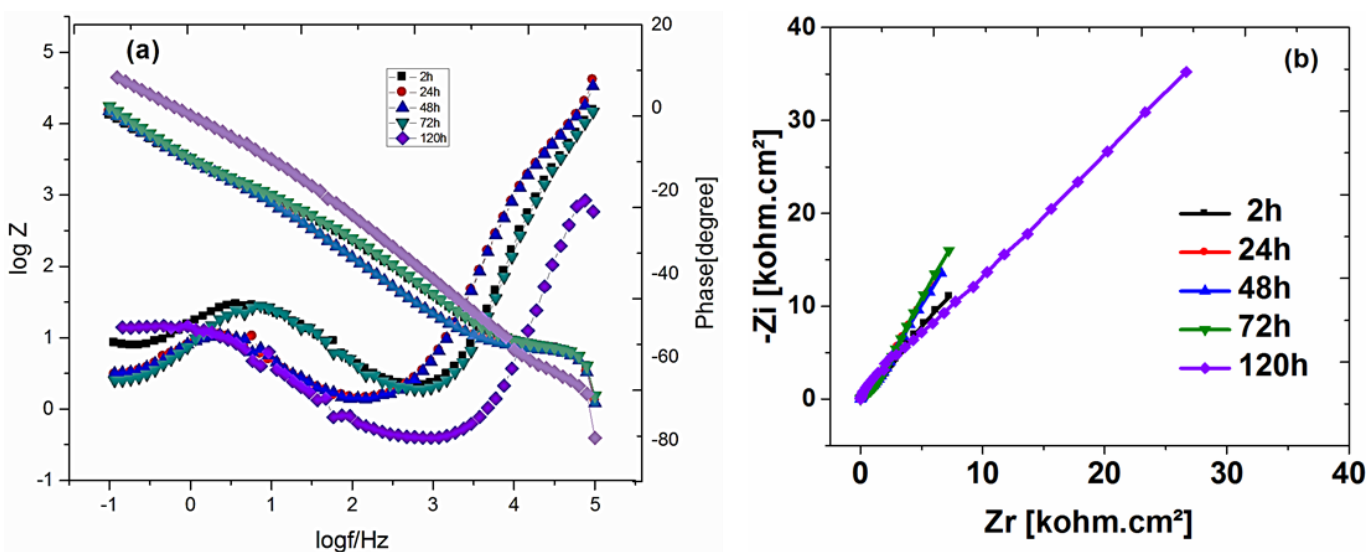 (a)
5
4
3
2
1
0
-1
log Z
-1
0
1
2
3
4
5
logf/Hz
20
0
-20
-40
-60
-80
Phase[degree]
2h
24h
48h
72h
120h
(b)
40
30
20
10
0
-Zi [kohm.cm²]
0
10
20
30
40
Zr [kohm.cm²]
2h
24h
48h
72h
120h